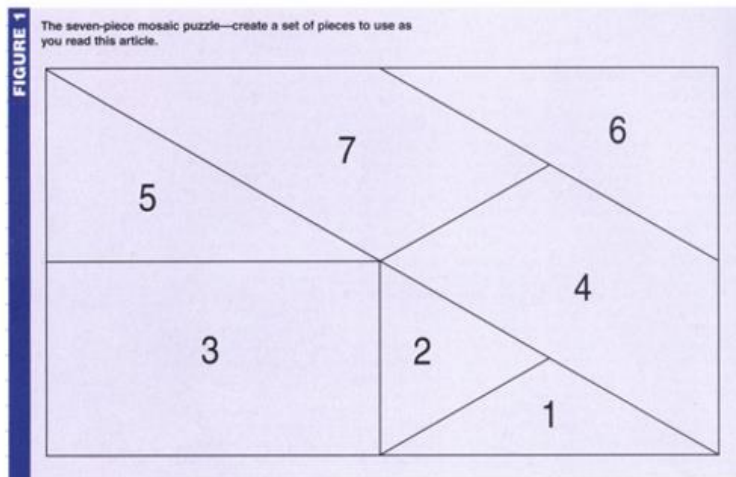 FIGURE 1
The seven-piece mosaic puzzle—create a set of pieces to use as
you read this article.
7
6
5
4
3
2
1